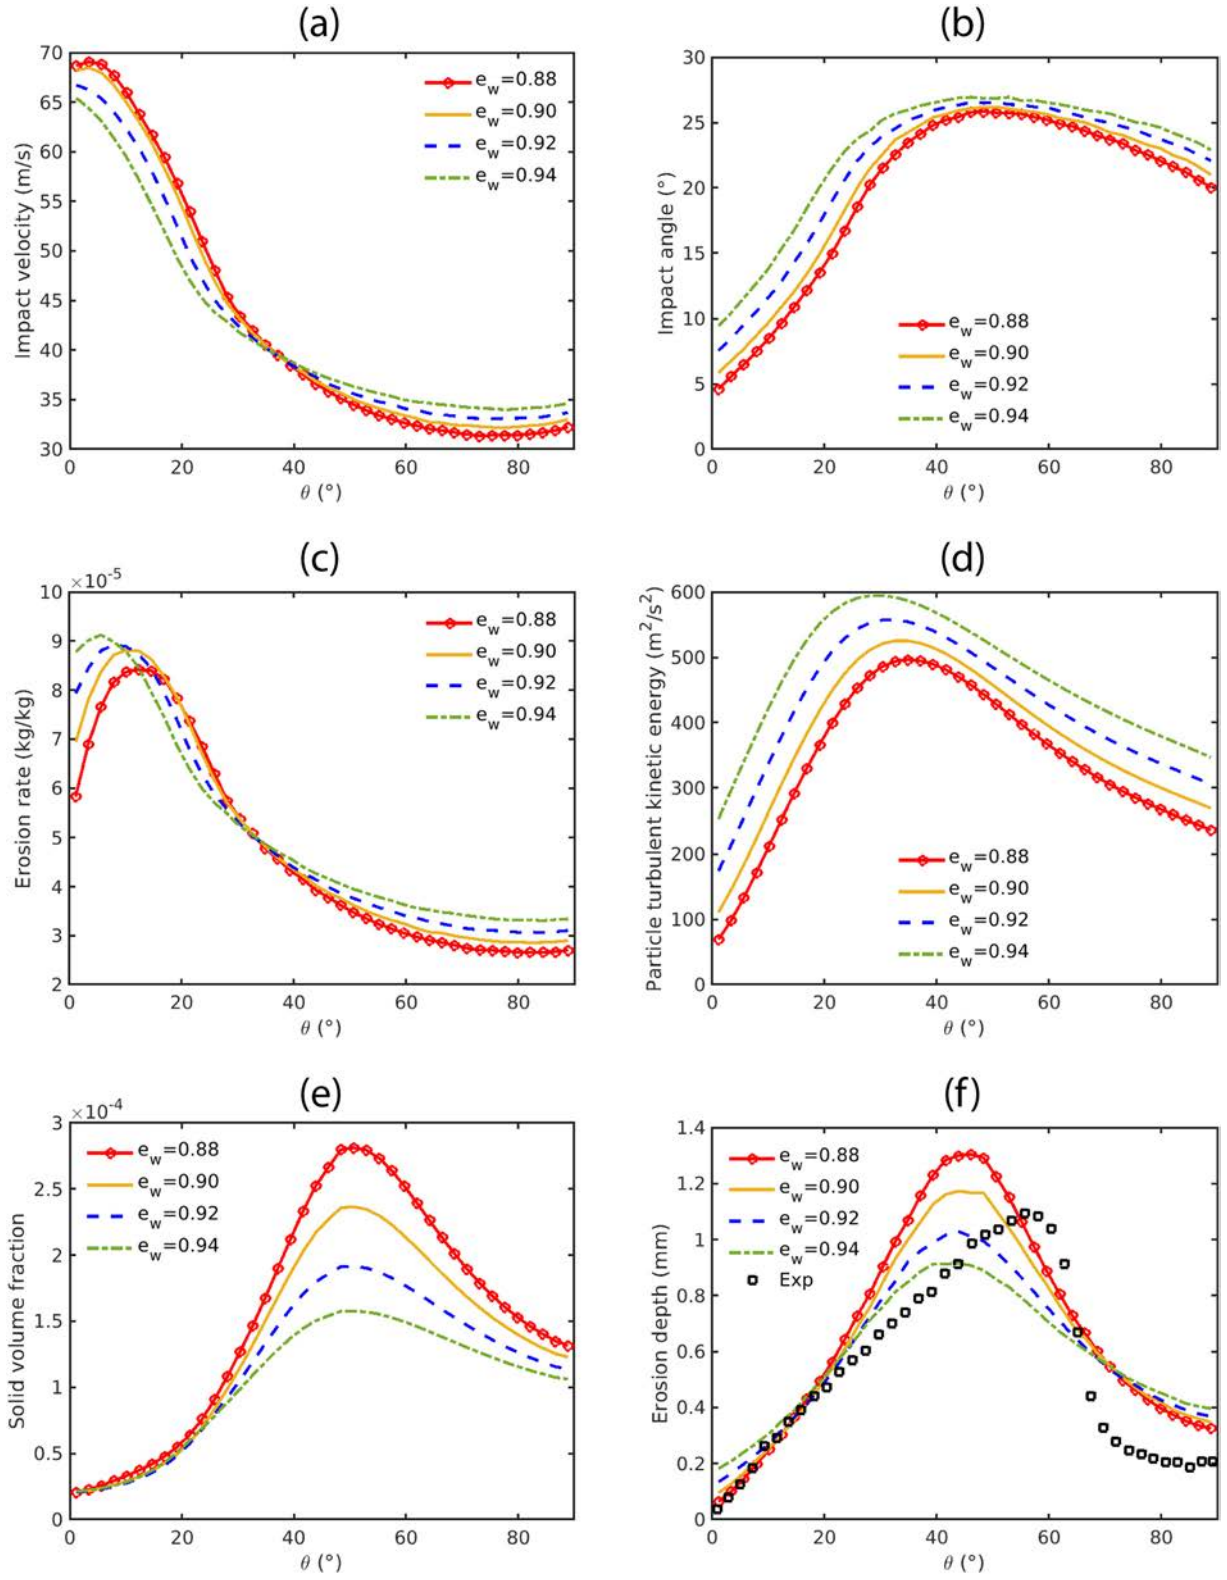 (a)
70
65
60
55
50
45
40
35
30
0
20
40
60
80
Impact velocity (m/s)
θ (°)
e_w=0.88
e_w=0.90
e_w=0.92
e_w=0.94
(b)
30
25
20
15
10
5
0
0
20
40
60
80
Impact angle (°)
θ (°)
e_w=0.88
e_w=0.90
e_w=0.92
e_w=0.94
(c)
×10⁻⁵
10
9
8
7
6
5
4
3
2
0
20
40
60
80
Erosion rate (kg/kg)
θ (°)
e_w=0.88
e_w=0.90
e_w=0.92
e_w=0.94
(d)
600
500
400
300
200
100
0
0
20
40
60
80
Particle turbulent kinetic energy (m²/s²)
θ (°)
e_w=0.88
e_w=0.90
e_w=0.92
e_w=0.94
(e)
×10⁻⁴
3
2.5
2
1.5
1
0.5
0
0
20
40
60
80
Solid volume fraction
θ (°)
e_w=0.88
e_w=0.90
e_w=0.92
e_w=0.94
(f)
1.4
1.2
1
0.8
0.6
0.4
0.2
0
0
20
40
60
80
Erosion depth (mm)
θ (°)
e_w=0.88
e_w=0.90
e_w=0.92
e_w=0.94
Exp